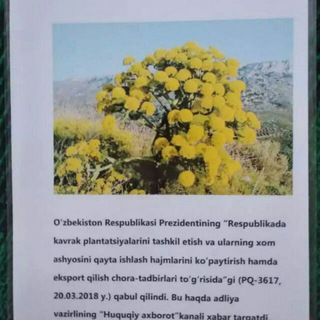 O'zbekiston Respublikasi Prezidentining "Respublikada
kavrak plantatsiyalarini tashkil etish va ularning xom
ashyosini qayta ishlash hajmlarini ko'paytirish hamda
eksport qilish chora-tadbirlari to'g'risida"gi (PQ-3617,
20.03.2018 y.) qabul qilindi. Bu haqda adliya
vazirlining "Huquqiy axborot"kanali xabar tarqatdi